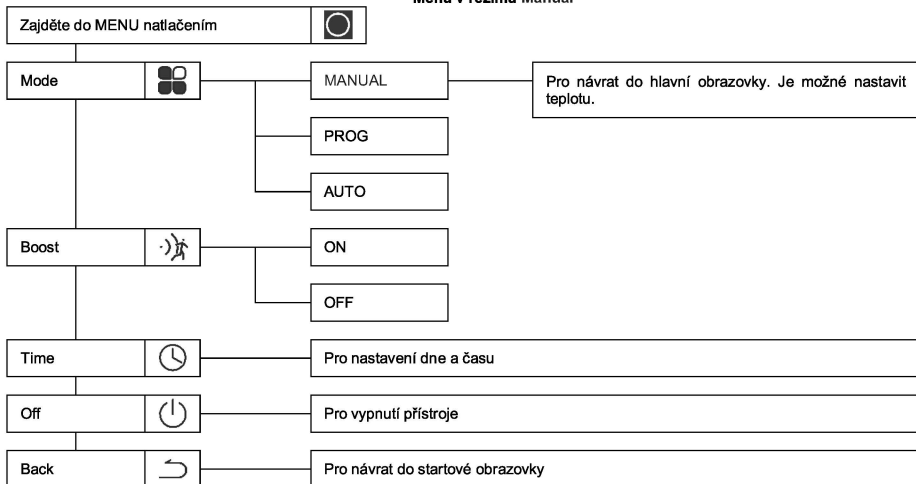 Menu v režimu Manual
Zajděte do MENU natlačením
Mode
MANUAL
Pro návrat do hlavní obrazovky. Je možné nastavit
teplotu.
PROG
AUTO
Boost
ON
OFF
Time
Pro nastavení dne a času
Off
Pro vypnutí přístroje
Back
Pro návrat do startové obrazovky